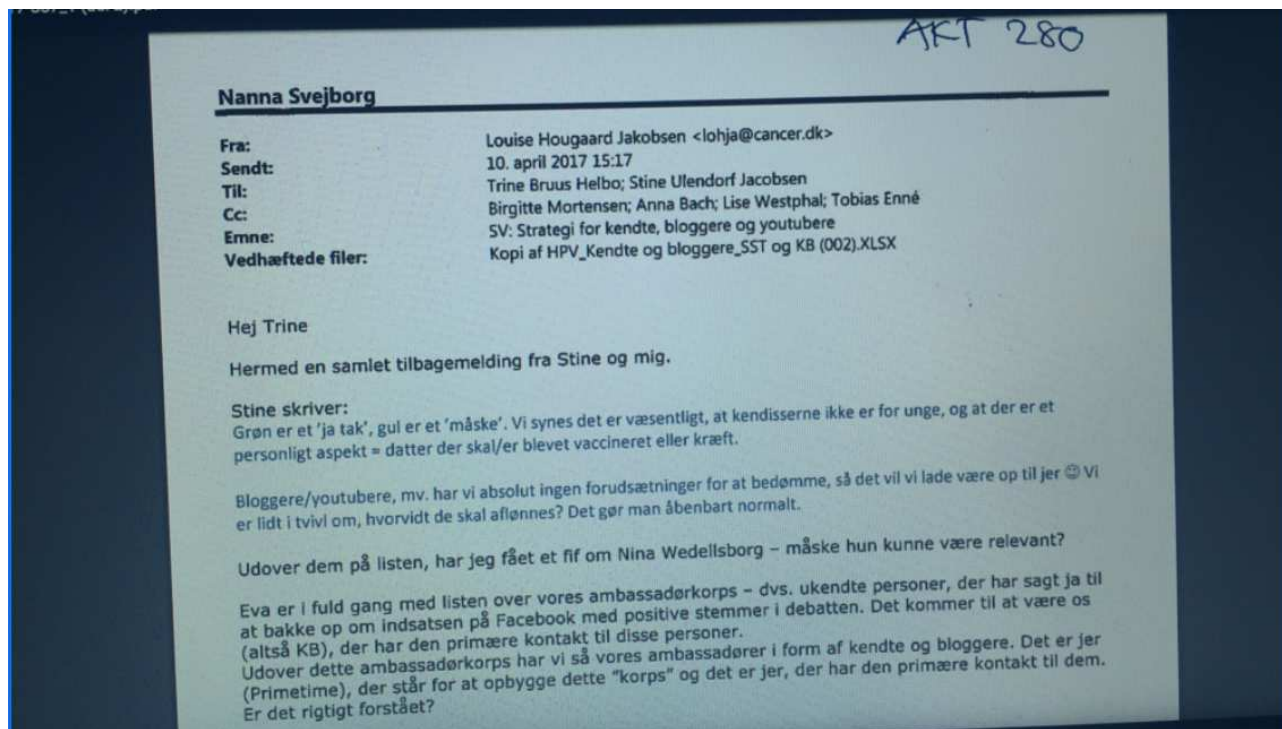 AKT 280
Nanna Svejborg
Fra: Louise Hougaard Jakobsen <lohja@cancer.dk>
Sendt: 10. april 2017 15:17
Til: Trine Bruus Helbo; Stine Ulendorf Jacobsen
Cc: Birgitte Mortensen; Anna Bach; Lise Westphal; Tobias Enné
Emne: SV: Strategi for kendte, bloggere og youtubere
Vedhæftede filer: Kopi af HPV_Kendte og bloggere_SST og KB (002).XLSX
Hej Trine
Hermed en samlet tilbagemelding fra Stine og mig.
Stine skriver:
Grøn er et 'ja tak', gul er et 'måske'. Vi synes det er væsentligt, at kendisserne ikke er for unge, og at der er et
personligt aspekt = datter der skal/er blevet vaccineret eller kræft.
Bloggere/youtubere, mv. har vi absolut ingen forudsætninger for at bedømme, så det vil vi lade være op til jer ☺ Vi
er lidt i tvivl om, hvorvidt de skal aflønnes? Det gør man åbenbart normalt.
Udover dem på listen, har jeg fået et fif om Nina Wedellsborg – måske hun kunne være relevant?
Eva er i fuld gang med listen over vores ambassadørkorps – dvs. ukendte personer, der har sagt ja til
at bakke op om indsatsen på Facebook med positive stemmer i debatten. Det kommer til at være os
(altså KB), der har den primære kontakt til disse personer.
Udover dette ambassadørkorps har vi så vores ambassadører i form af kendte og bloggere. Det er jer
(Primetime), der står for at opbygge dette "korps" og det er jer, der har den primære kontakt til dem.
Er det rigtigt forstået?